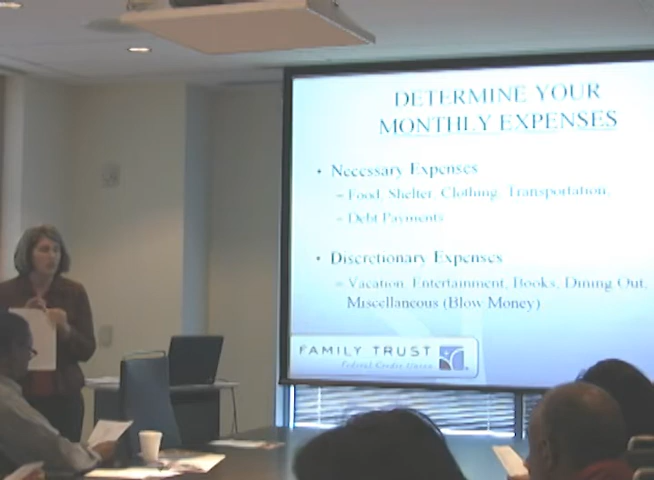 DETERMINE YOUR
MONTHLY EXPENSES
• Necessary Expenses
– Food, Shelter, Clothing, Transportation,
– Debt Payments
• Discretionary Expenses
– Vacation, Entertainment, Books, Dining Out,
Miscellaneous (Blow Money)
FAMILY TRUST
Federal Credit Union